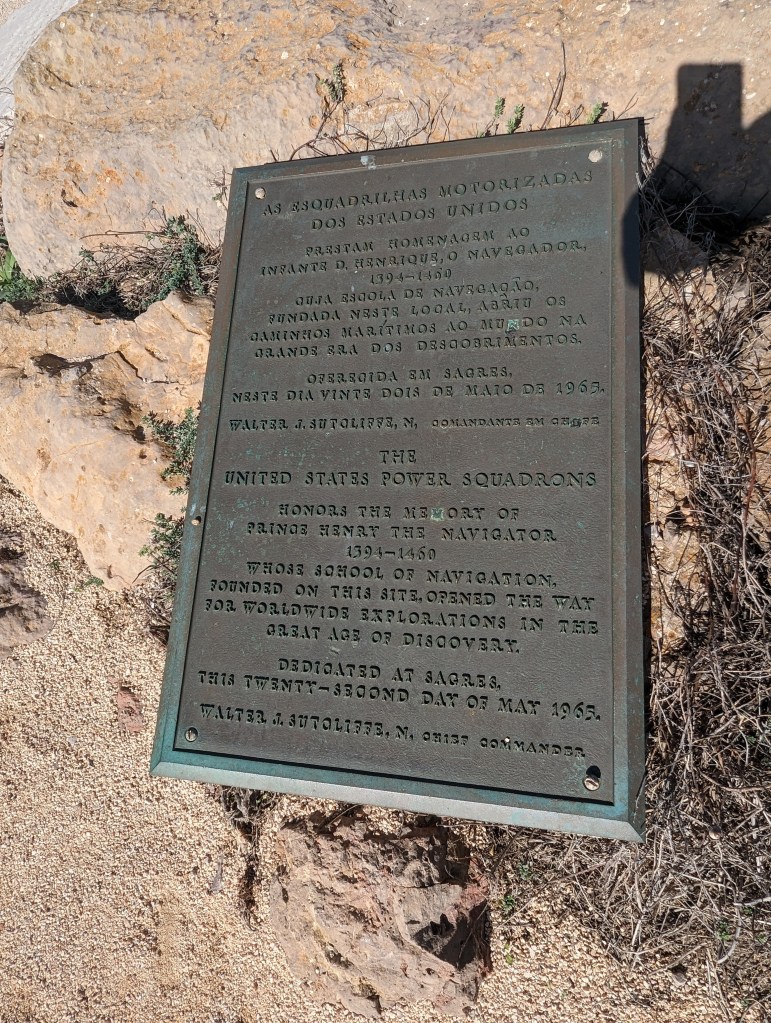 AS ESQUADRILHAS MOTORIZADAS
DOS ESTADOS UNIDOS
PRESTAM HOMENAGEM AO
INFANTE D. HENRIQUE, O NAVEGADOR,
1394-1460
CUJA ESCOLA DE NAVEGAÇÃO,
FUNDADA NESTE LOCAL, ABRIU OS
CAMINHOS MARÍTIMOS AO MUNDO NA
GRANDE ERA DOS DESCOBRIMENTOS.
OFERECIDA EM SAGRES,
NESTE DIA VINTE DOIS DE MAIO DE 1965.
WALTER J. SUTCLIFFE, N, COMANDANTE EM CHEFE
THE
UNITED STATES POWER SQUADRONS
HONORS THE MEMORY OF
PRINCE HENRY THE NAVIGATOR
1394-1460
WHOSE SCHOOL OF NAVIGATION,
FOUNDED ON THIS SITE, OPENED THE WAY
FOR WORLDWIDE EXPLORATIONS IN THE
GREAT AGE OF DISCOVERY.
DEDICATED AT SAGRES,
THIS TWENTY-SECOND DAY OF MAY 1965.
WALTER J. SUTCLIFFE, N, CHIEF COMMANDER